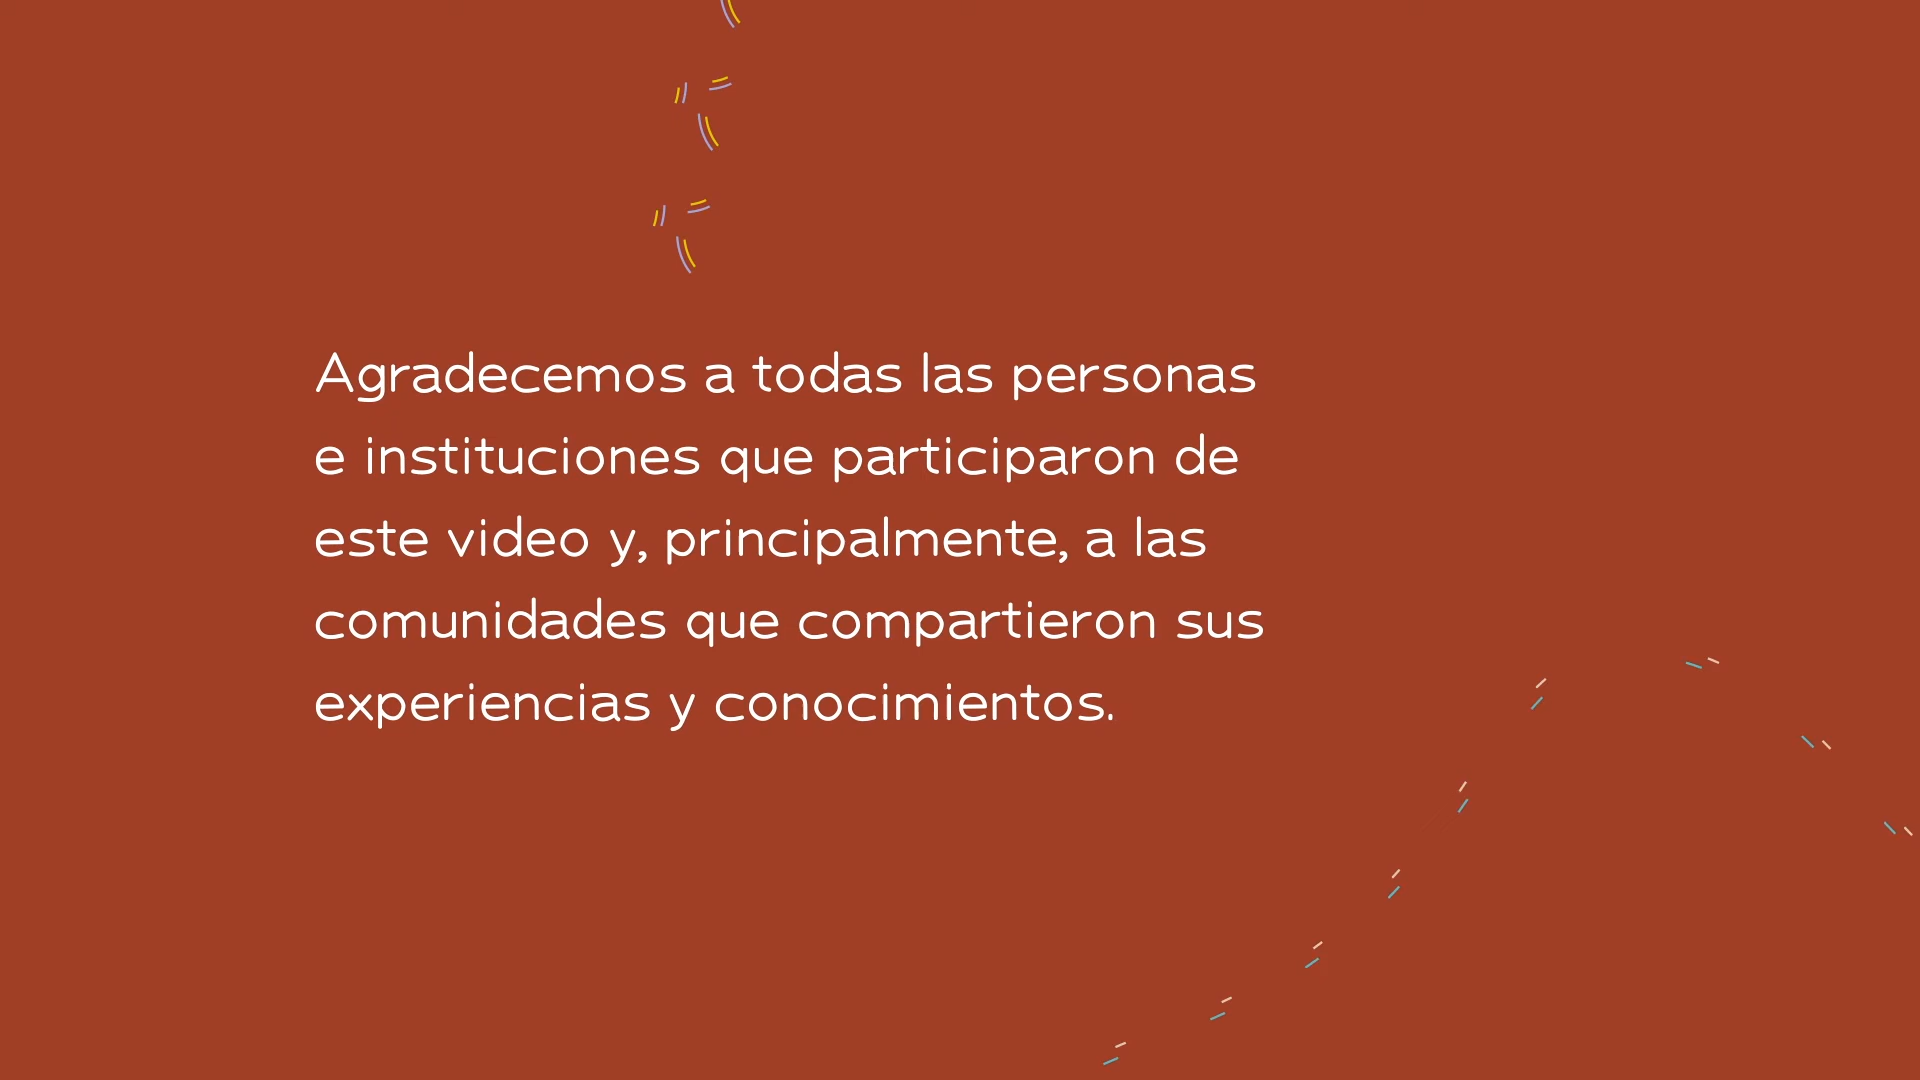 Agradecemos a todas las personas
e instituciones que participaron de
este video y, principalmente, a las
comunidades que compartieron sus
experiencias y conocimientos.